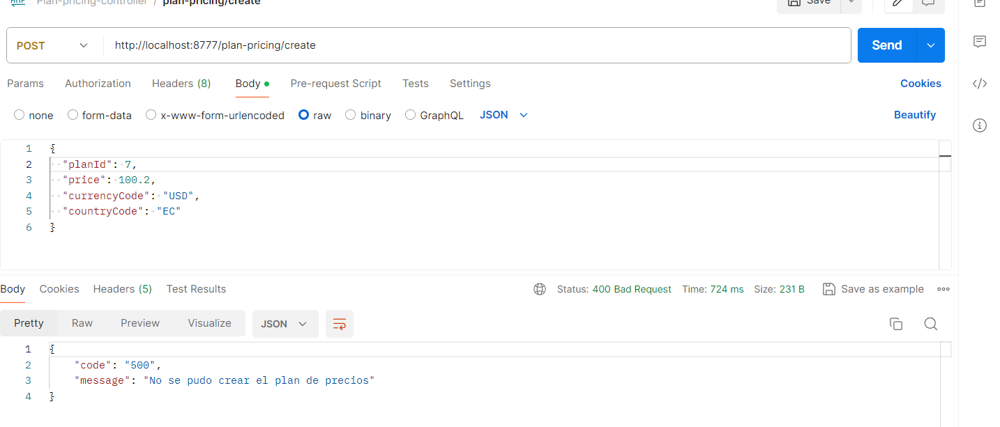 HTTP Plan-pricing-controller / plan-pricing/create Save
POST http://localhost:8777/plan-pricing/create Send
Params Authorization Headers (8) Body Pre-request Script Tests Settings Cookies
none form-data x-www-form-urlencoded raw binary GraphQL JSON Beautify
1 {
2 "planId": 7,
3 "price": 100.2,
4 "currencyCode": "USD",
5 "countryCode": "EC"
6 }
Body Cookies Headers (5) Test Results Status: 400 Bad Request Time: 724 ms Size: 231 B Save as example
Pretty Raw Preview Visualize JSON
1 {
2 "code": "500",
3 "message": "No se pudo crear el plan de precios"
4 }